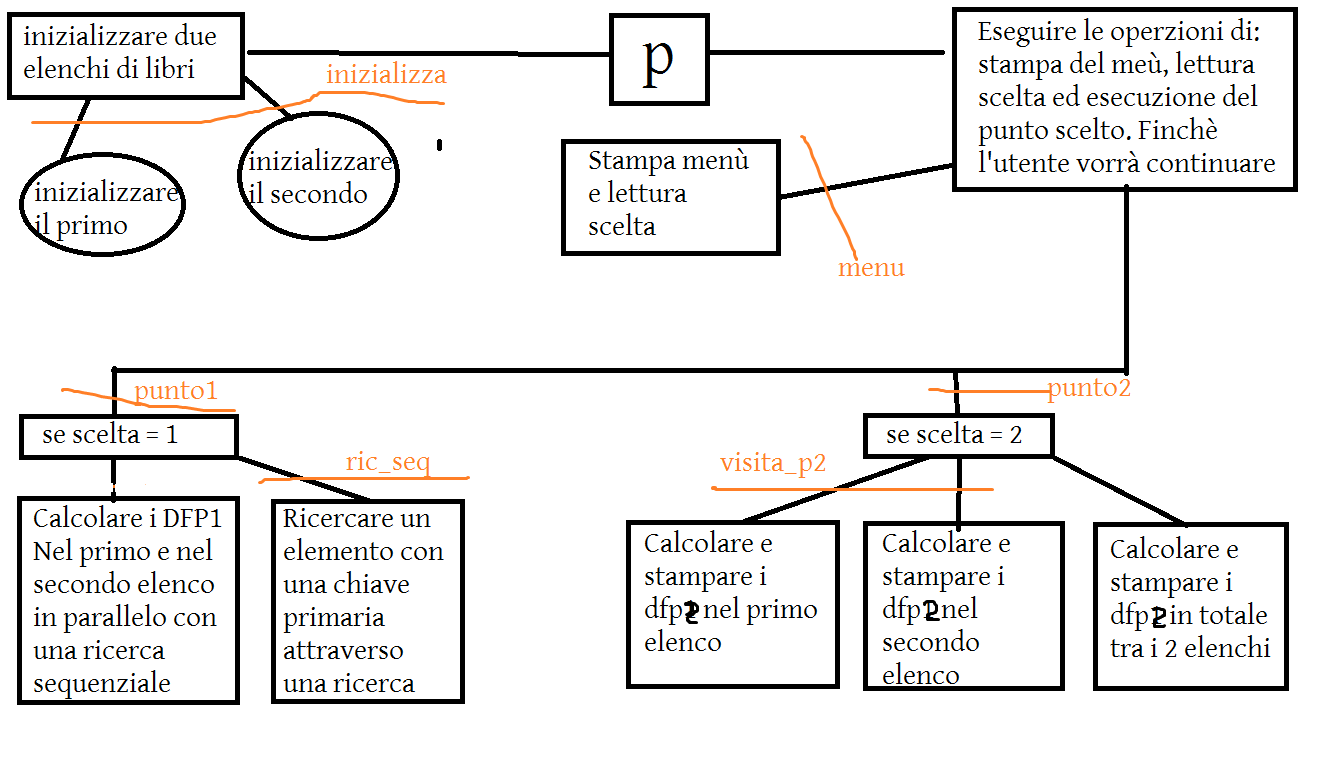 inizializzare due
elenchi di libri
inizializza
p
Eseguire le operzioni di:
stampa del meù, lettura
scelta ed esecuzione del
punto scelto. Finchè
l'utente vorrà continuare
inizializzare
il primo
inizializzare
il secondo
Stampa menù
e lettura
scelta
menu
punto1
se scelta = 1
ric_seq
punto2
se scelta = 2
visita_p2
Calcolare i DFP1
Nel primo e nel
secondo elenco
in parallelo con
una ricerca
sequenziale
Ricercare un
elemento con
una chiave
primaria
attraverso
una ricerca
Calcolare e
stampare i
dfp2 nel primo
elenco
Calcolare e
stampare i
dfp2 nel
secondo
elenco
Calcolare e
stampare i
dfp2 in totale
tra i 2 elenchi